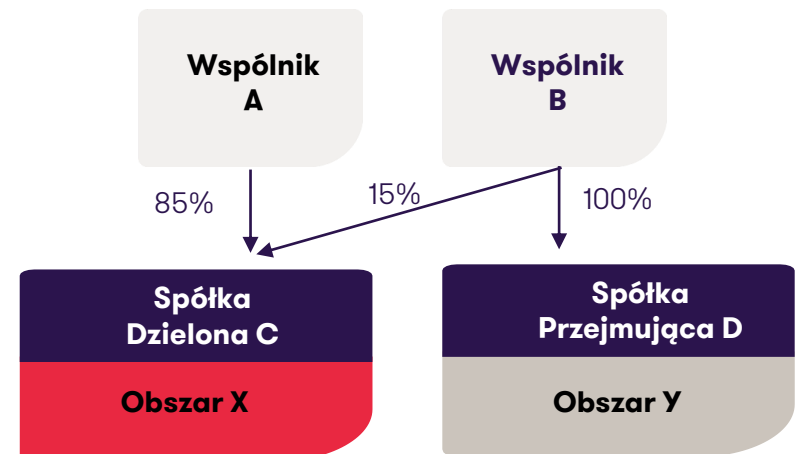 Wspólnik
A
Wspólnik
B
85%
15%
100%
Spółka
Dzielona C
Spółka
Przejmująca D
Obszar X
Obszar Y